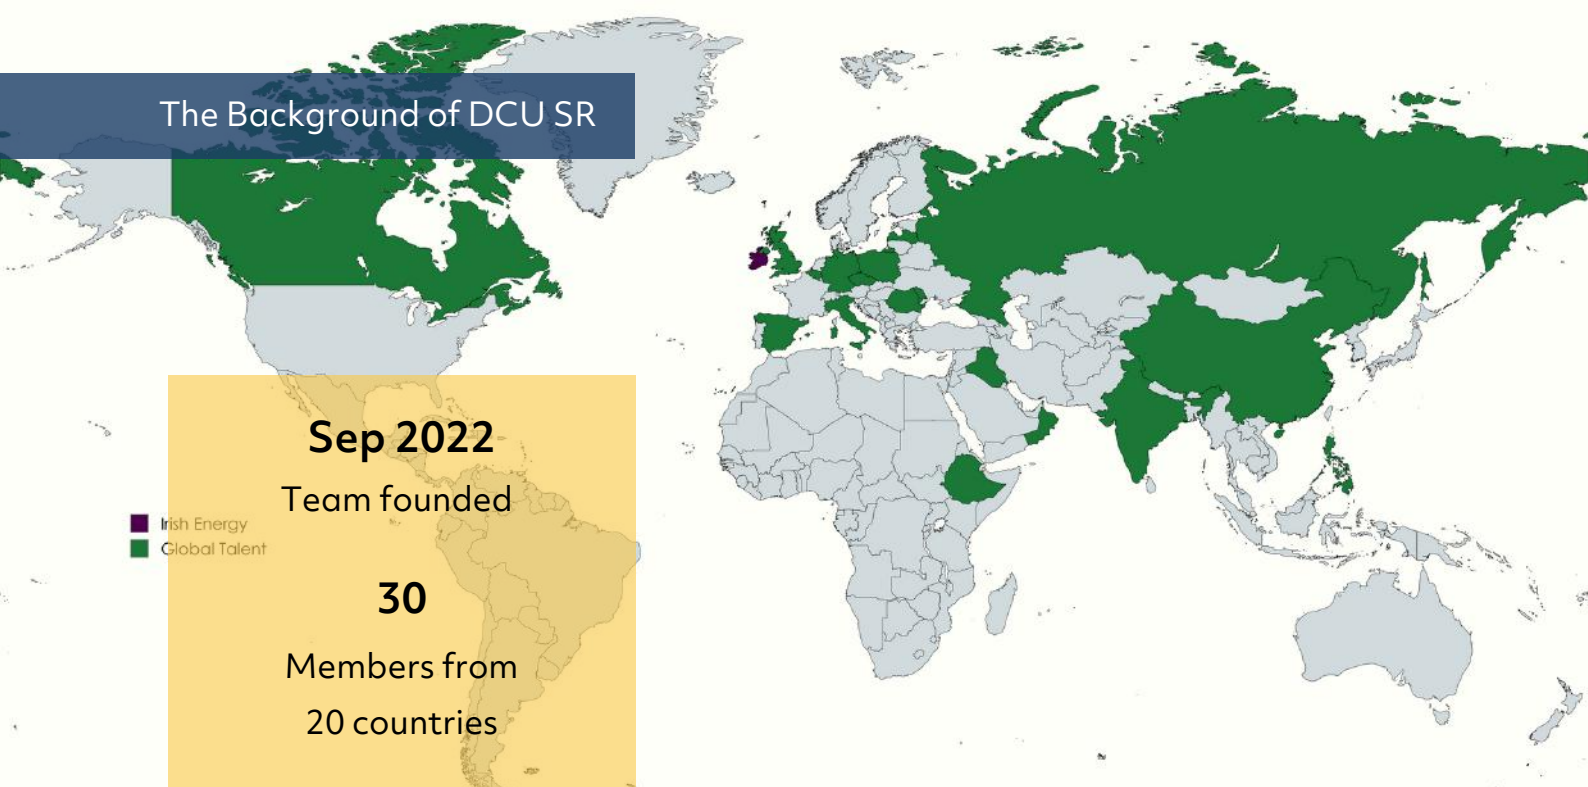 The Background of DCU SR
Sep 2022
Team founded
Irish Energy
Global Talent
30
Members from
20 countries